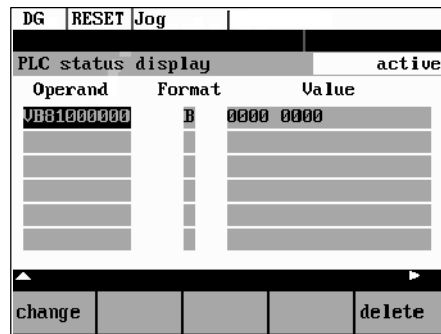 DG RESET Jog
PLC status display active
Operand Format Value
VB81000000 B 0000 0000
change delete